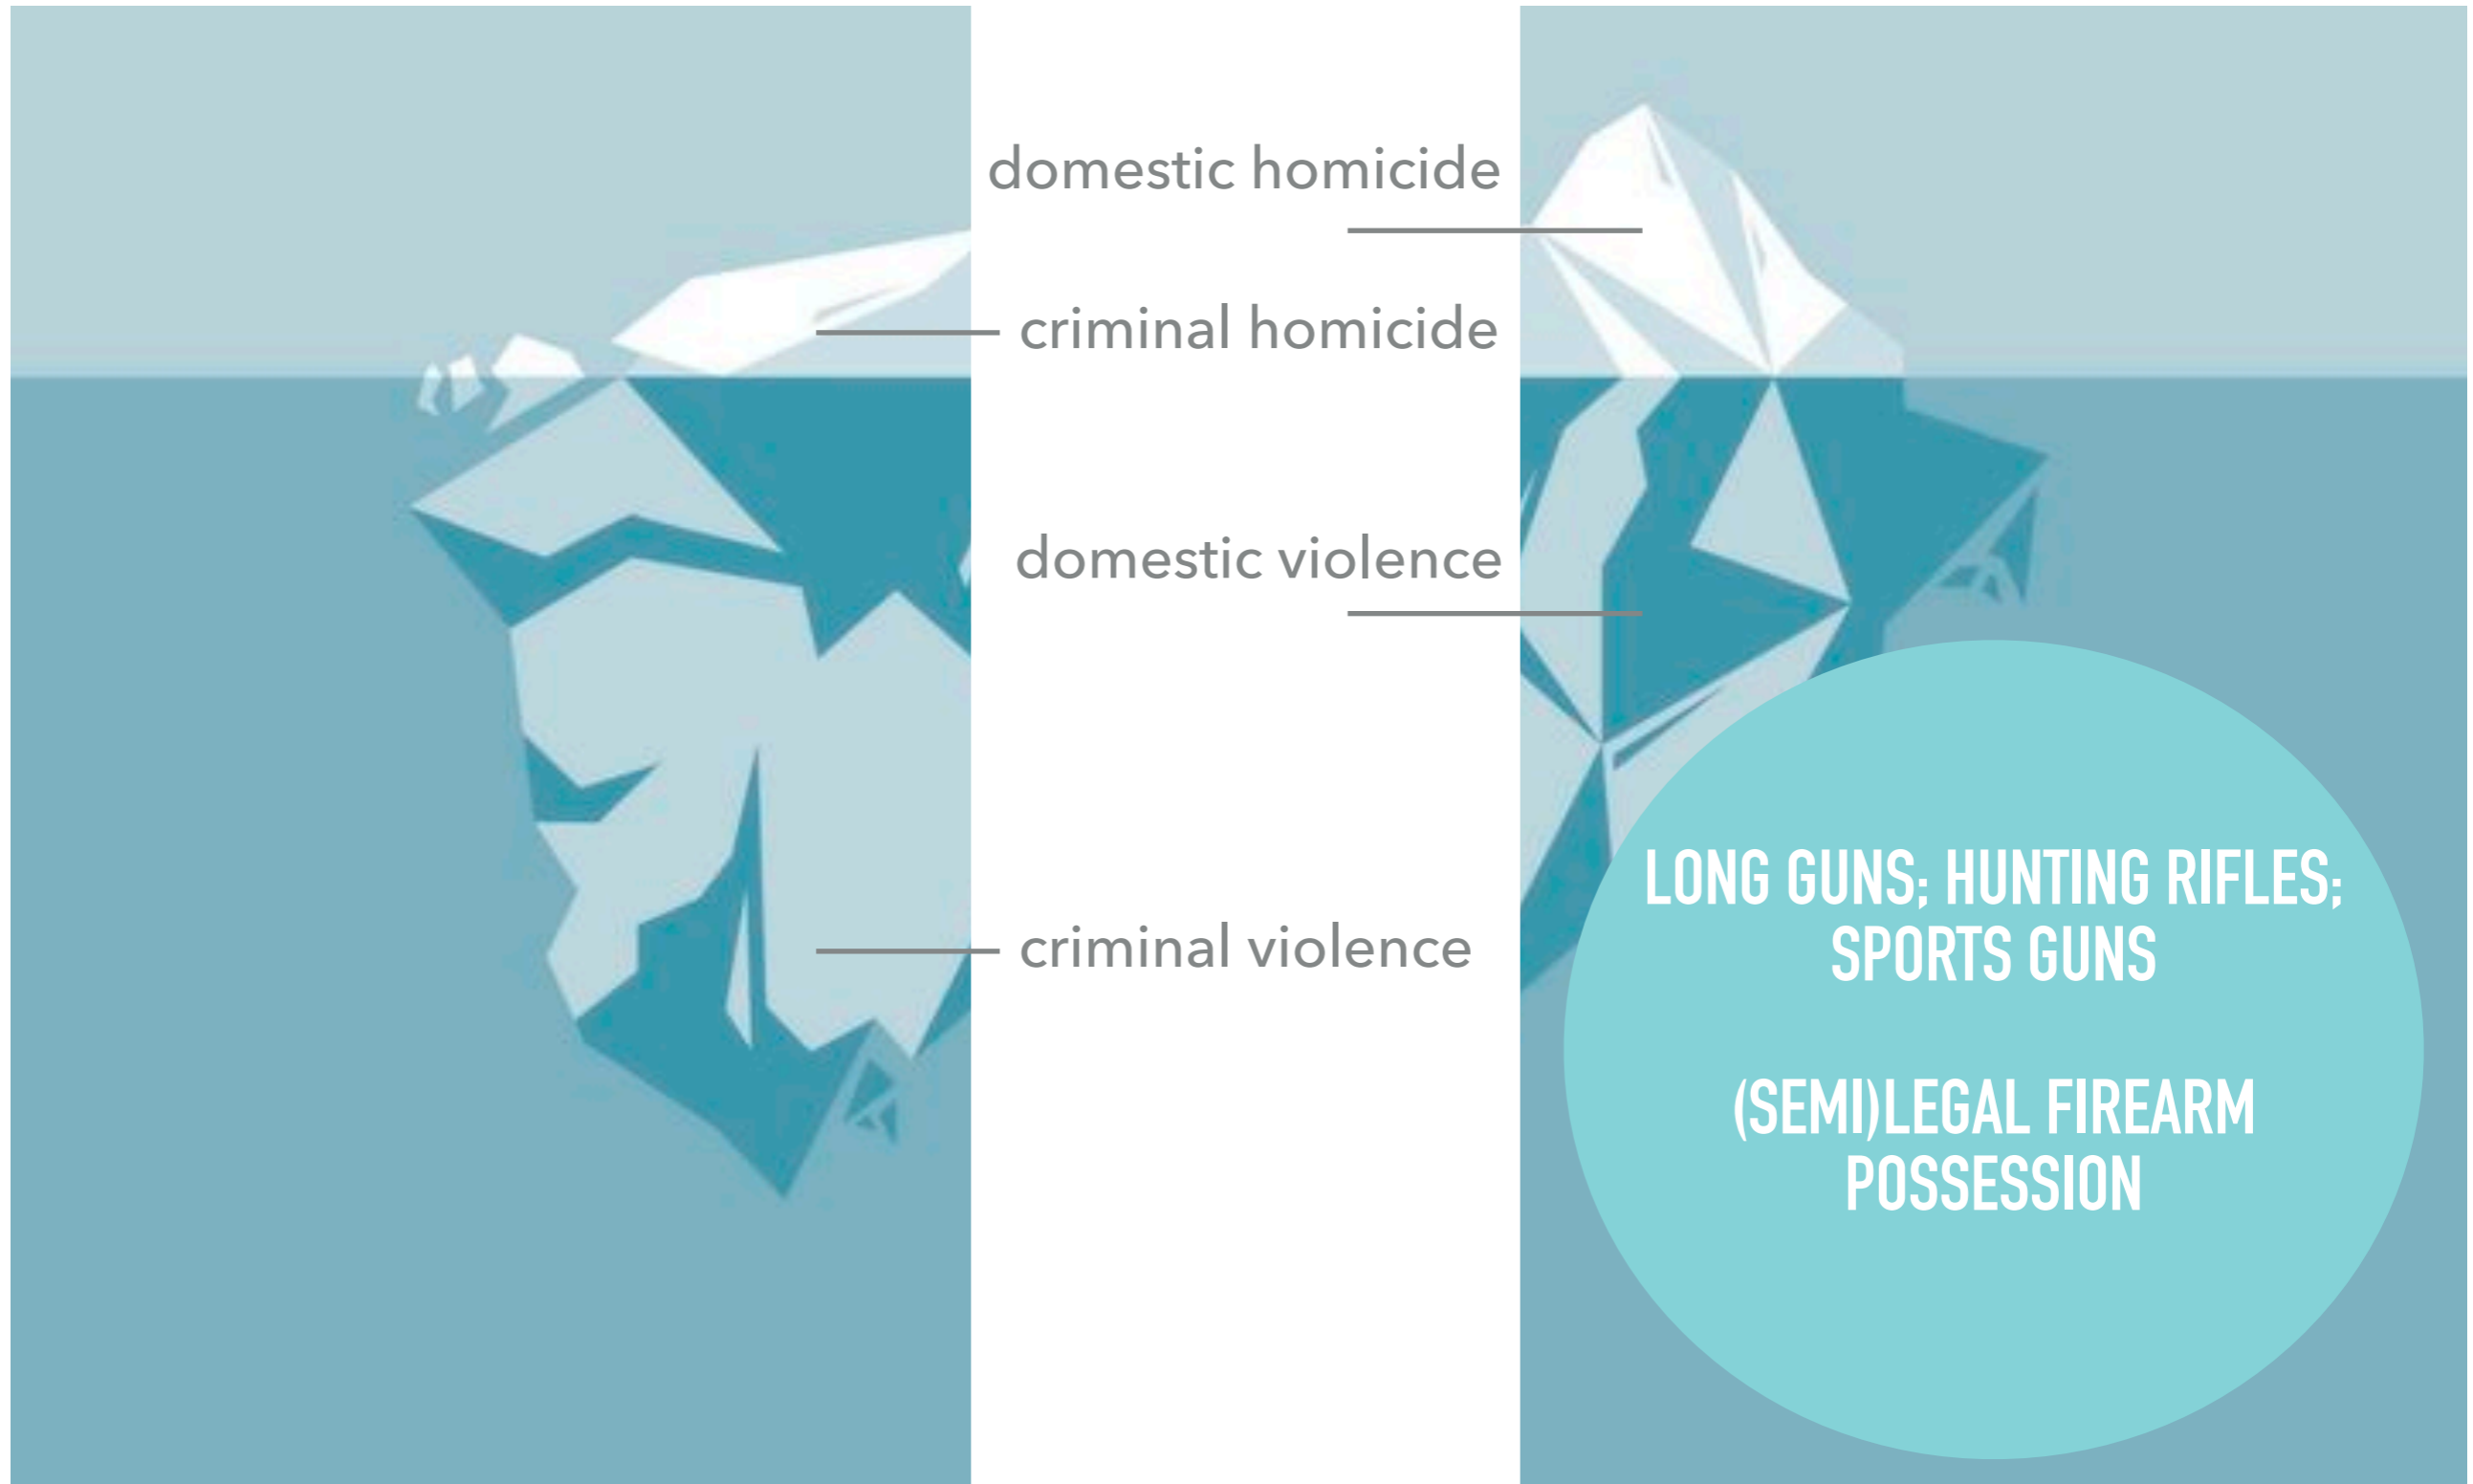 domestic homicide
criminal homicide
domestic violence
criminal violence
LONG GUNS; HUNTING RIFLES;
SPORTS GUNS
(SEMI)LEGAL FIREARM
POSSESSION